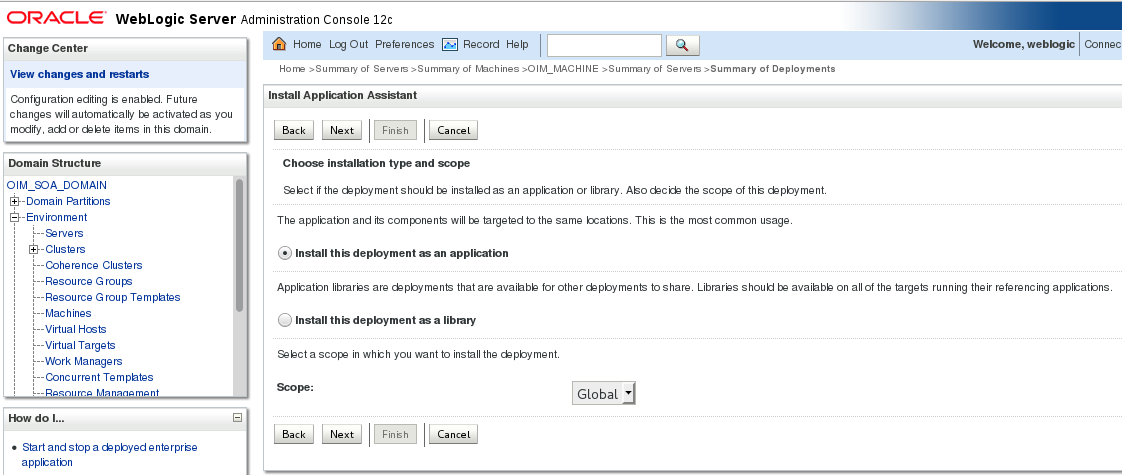 ORACLE WebLogic Server Administration Console 12c
Change Center
View changes and restarts
Configuration editing is enabled. Future
changes will automatically be activated as you
modify, add or delete items in this domain.
Domain Structure
OIM_SOA_DOMAIN
Domain Partitions
Environment
Servers
Clusters
Coherence Clusters
Resource Groups
Resource Group Templates
Machines
Virtual Hosts
Virtual Targets
Work Managers
Concurrent Templates
Resource Management
How do I...
Start and stop a deployed enterprise
application
Home Log Out Preferences Record Help
Welcome, weblogic Connec
Home >Summary of Servers >Summary of Machines >OIM_MACHINE >Summary of Servers >Summary of Deployments
Install Application Assistant
Back Next Finish Cancel
Choose installation type and scope
Select if the deployment should be installed as an application or library. Also decide the scope of this deployment.
The application and its components will be targeted to the same locations. This is the most common usage.
Install this deployment as an application
Application libraries are deployments that are available for other deployments to share. Libraries should be available on all of the targets running their referencing applications.
Install this deployment as a library
Select a scope in which you want to install the deployment.
Scope: Global
Back Next Finish Cancel